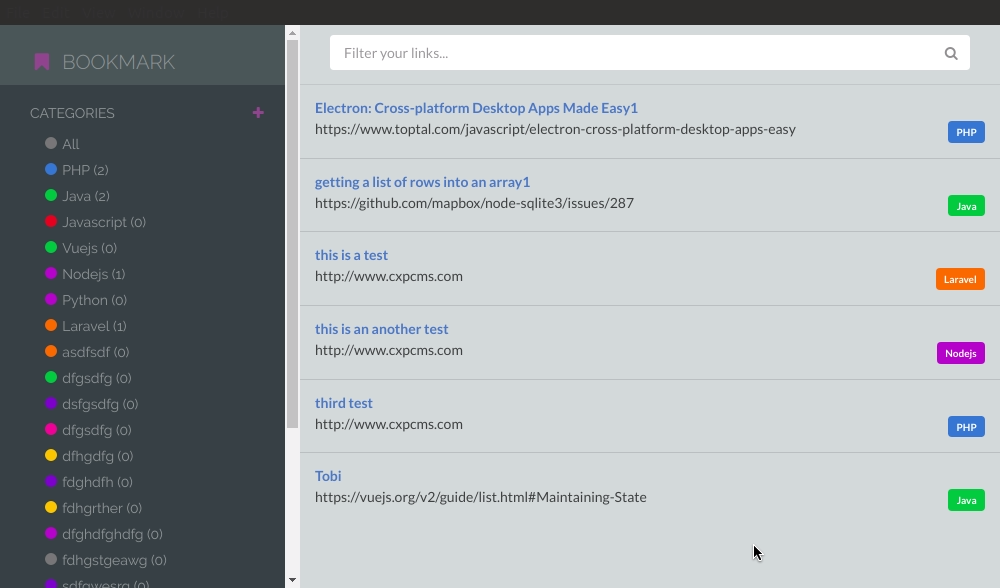 BOOKMARK
CATEGORIES
All
PHP (2)
Java (2)
Javascript (0)
Vuejs (0)
Nodejs (1)
Python (0)
Laravel (1)
asdfsdf (0)
dfgsdfg (0)
dsfgsdfg (0)
dfgsdfg (0)
dfhgdfg (0)
fdghdfh (0)
fdhgrther (0)
dfghdfghdfg (0)
fdhgstgeawg (0)
sdfgwesrg (0)
Filter your links...
Electron: Cross-platform Desktop Apps Made Easy1
https://www.toptal.com/javascript/electron-cross-platform-desktop-apps-easy
PHP
getting a list of rows into an array1
https://github.com/mapbox/node-sqlite3/issues/287
Java
this is a test
http://www.cxpcms.com
Laravel
this is an another test
http://www.cxpcms.com
Nodejs
third test
http://www.cxpcms.com
PHP
Tobi
https://vuejs.org/v2/guide/list.html#Maintaining-State
Java